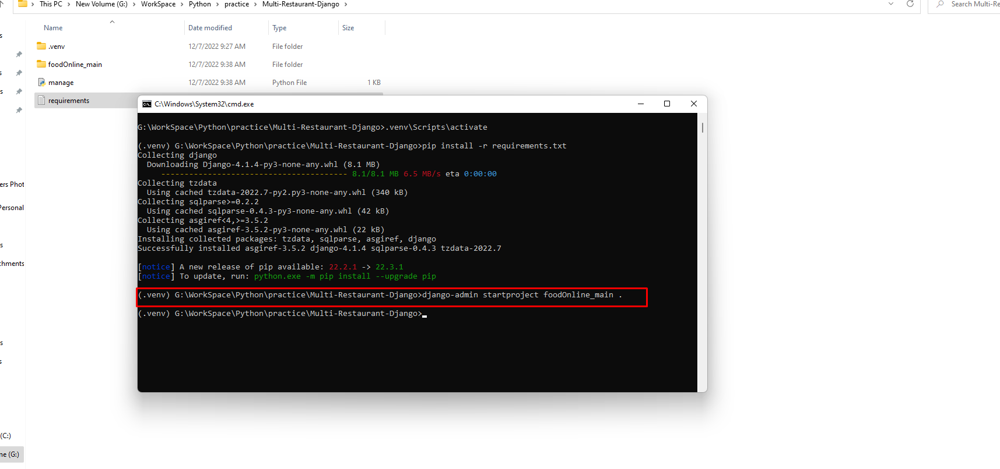 This PC > New Volume (G:) > WorkSpace > Python > practice > Multi-Restaurant-Django >
Search Multi-Re
Name Date modified Type Size
.venv 12/7/2022 9:27 AM File folder
foodOnline_main 12/7/2022 9:38 AM File folder
manage 12/7/2022 9:38 AM Python File 1 KB
requirements
C:\Windows\System32\cmd.exe
G:\WorkSpace\Python\practice\Multi-Restaurant-Django>.venv\Scripts\activate
(.venv) G:\WorkSpace\Python\practice\Multi-Restaurant-Django>pip install -r requirements.txt
Collecting django
Downloading Django-4.1.4-py3-none-any.whl (8.1 MB)
---------------------------------------- 8.1/8.1 MB 6.5 MB/s eta 0:00:00
Collecting tzdata
Using cached tzdata-2022.7-py2.py3-none-any.whl (340 kB)
Collecting sqlparse>=0.2.2
Using cached sqlparse-0.4.3-py3-none-any.whl (42 kB)
Collecting asgiref<4,>=3.5.2
Using cached asgiref-3.5.2-py3-none-any.whl (22 kB)
Installing collected packages: tzdata, sqlparse, asgiref, django
Successfully installed asgiref-3.5.2 django-4.1.4 sqlparse-0.4.3 tzdata-2022.7
[notice] A new release of pip available: 22.2.1 -> 22.3.1
[notice] To update, run: python.exe -m pip install --upgrade pip
(.venv) G:\WorkSpace\Python\practice\Multi-Restaurant-Django>django-admin startproject foodOnline_main .
(.venv) G:\WorkSpace\Python\practice\Multi-Restaurant-Django>
s
s
s
ers Phot
Personal
s
chments
s
s
(C:)
ne (G:)